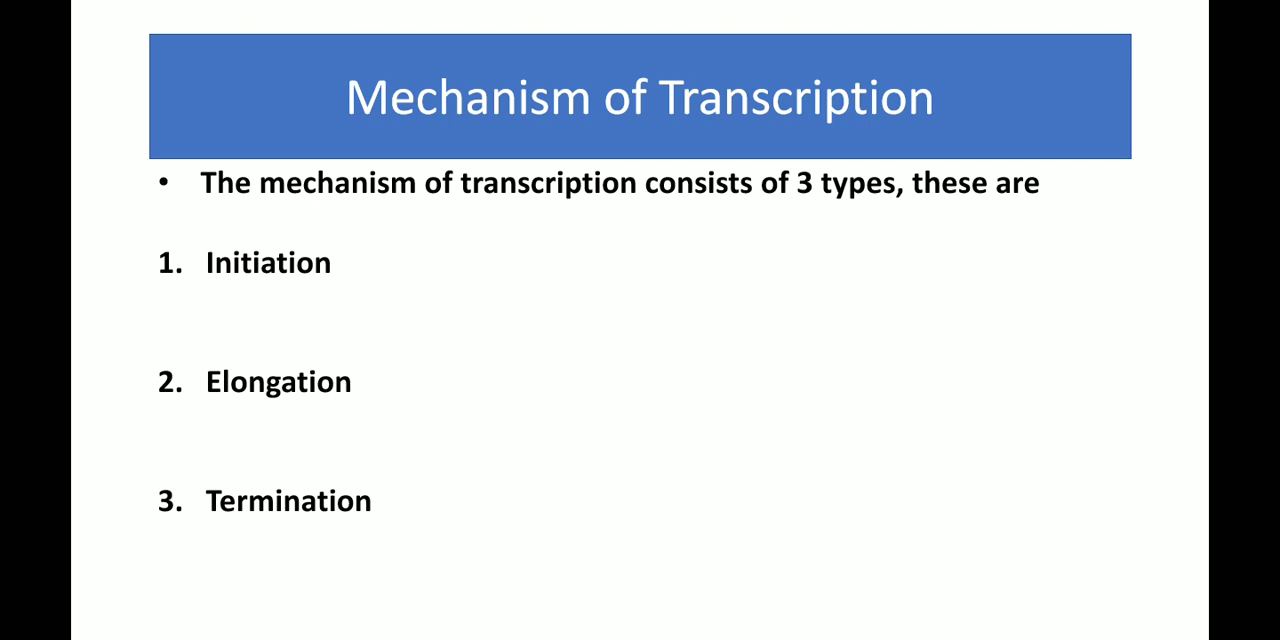 Mechanism of Transcription
• The mechanism of transcription consists of 3 types, these are
1. Initiation
2. Elongation
3. Termination